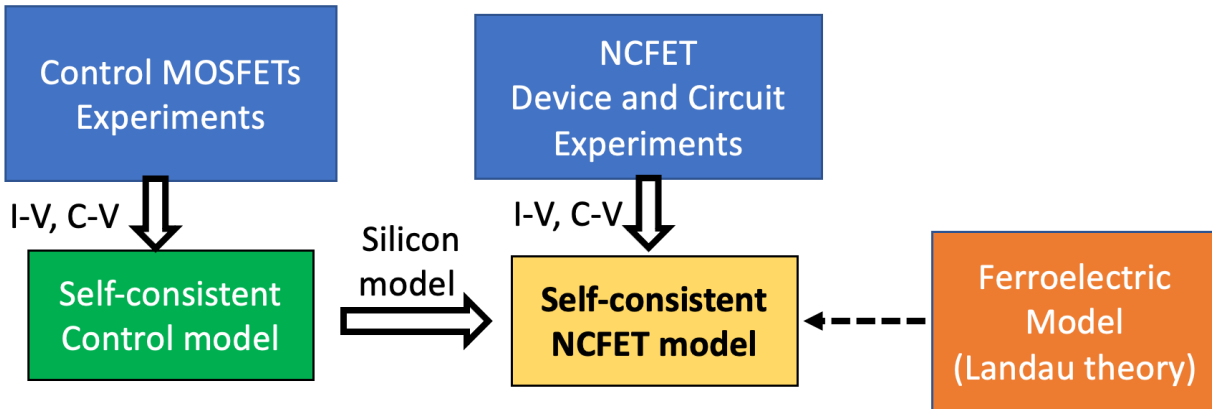 Control MOSFETs
Experiments
NCFET
Device and Circuit
Experiments
I-V, C-V
I-V, C-V
Silicon
model
Self-consistent
Control model
Self-consistent
NCFET model
Ferroelectric
Model
(Landau theory)